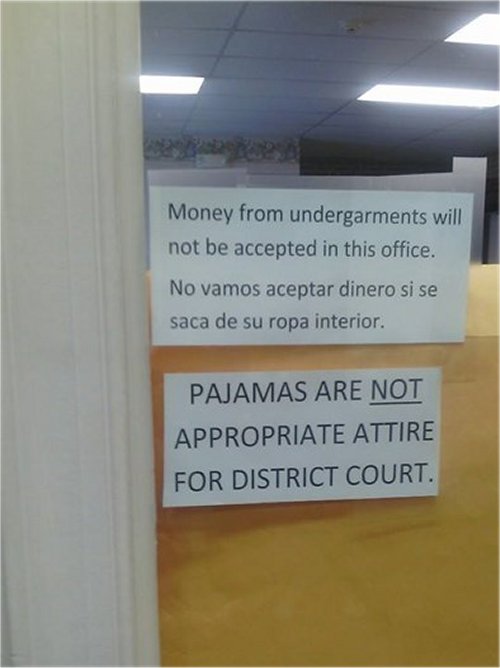 Money from undergarments will
not be accepted in this office.
No vamos aceptar dinero si se
saca de su ropa interior.
PAJAMAS ARE NOT
APPROPRIATE ATTIRE
FOR DISTRICT COURT.